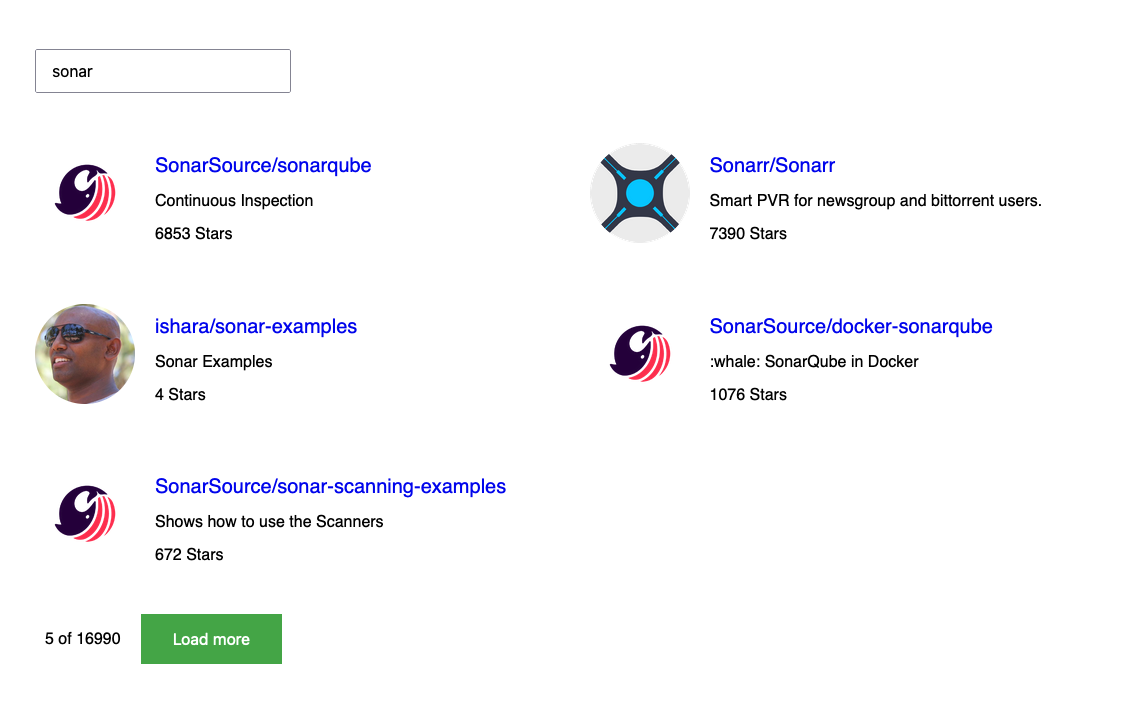 sonar
SonarSource/sonarqube
Continuous Inspection
6853 Stars
Sonarr/Sonarr
Smart PVR for newsgroup and bittorrent users.
7390 Stars
ishara/sonar-examples
Sonar Examples
4 Stars
SonarSource/docker-sonarqube
:whale: SonarQube in Docker
1076 Stars
SonarSource/sonar-scanning-examples
Shows how to use the Scanners
672 Stars
5 of 16990
Load more